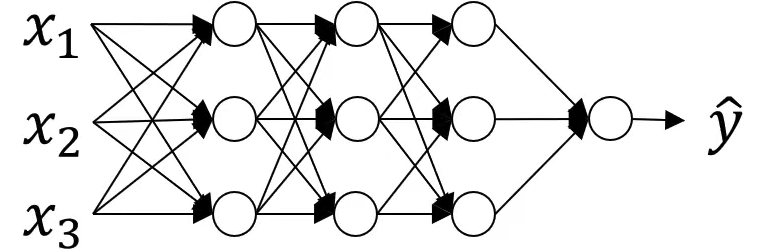 x₁
x₂
ŷ
x₃